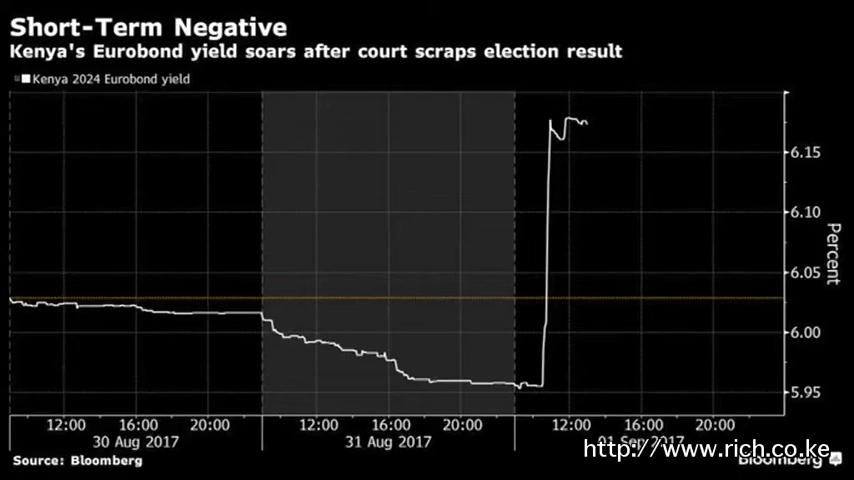 Short-Term Negative
Kenya's Eurobond yield soars after court scraps election result
Kenya 2024 Eurobond yield
6.15
6.10
6.05
6.00
5.95
Percent
12:00 16:00 20:00 12:00 16:00 20:00 12:00 16:00 20:00
30 Aug 2017 31 Aug 2017 01 Sep 2017
http://www.rich.co.ke
Source: Bloomberg
Bloomberg